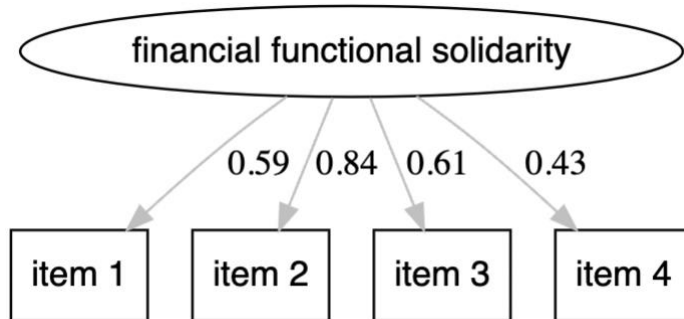 financial functional solidarity
0.59 0.84 0.61 0.43
item 1 item 2 item 3 item 4